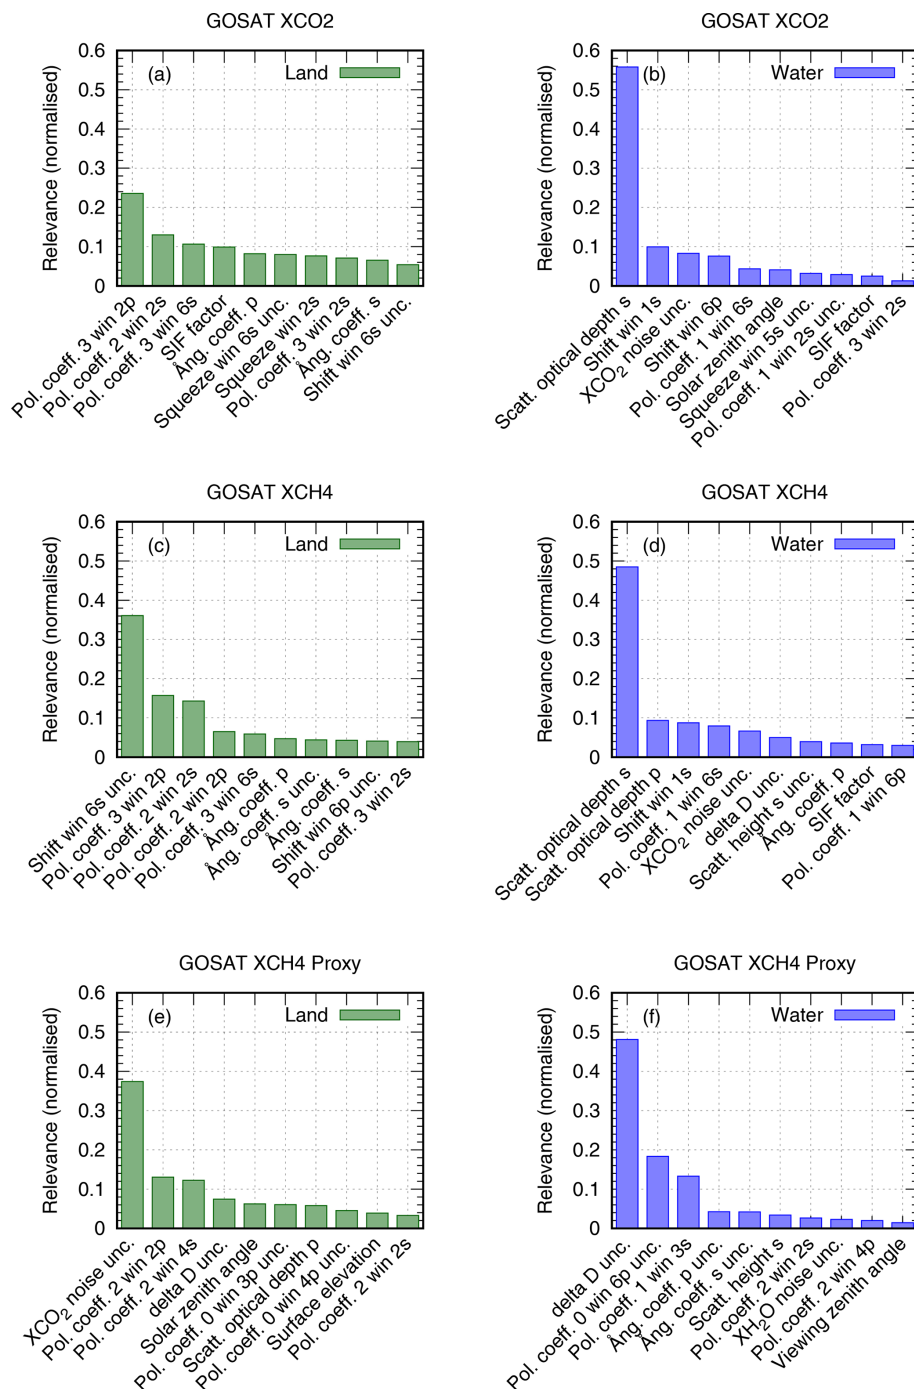 GOSAT XCO2
Relevance (normalised)
0.6
0.5
0.4
0.3
0.2
0.1
0
(a)
Land
Pol. coeff. 3 win 2p
Pol. coeff. 2 win 2s
Pol. coeff. 3 win 6s
SIF factor
Ång. coeff. p
Squeeze win 6s unc.
Squeeze win 2s
Pol. coeff. 3 win 2s
Ång. coeff. s
Shift win 6s unc.
GOSAT XCO2
Relevance (normalised)
0.6
0.5
0.4
0.3
0.2
0.1
0
(b)
Water
Scatt. optical depth s
Shift win 1s
XCO₂ noise unc.
Shift win 6p
Pol. coeff. 1 win 6s
Solar zenith angle
Squeeze win 5s unc.
Pol. coeff. 1 win 2s unc.
SIF factor
Pol. coeff. 3 win 2s
GOSAT XCH4
Relevance (normalised)
0.6
0.5
0.4
0.3
0.2
0.1
0
(c)
Land
Shift win 6s unc.
Pol. coeff. 3 win 2p
Pol. coeff. 2 win 2s
Pol. coeff. 2 win 2p
Pol. coeff. 3 win 6s
Ång. coeff. p
Ång. coeff. s unc.
Ång. coeff. s
Shift win 6p unc.
Pol. coeff. 3 win 2s
GOSAT XCH4
Relevance (normalised)
0.6
0.5
0.4
0.3
0.2
0.1
0
(d)
Water
Scatt. optical depth s
Scatt. optical depth p
Shift win 1s
Pol. coeff. 1 win 6s
XCO₂ noise unc.
delta D unc.
Scatt. height s unc.
Ång. coeff. p
SIF factor
Pol. coeff. 1 win 6p
GOSAT XCH4 Proxy
Relevance (normalised)
0.6
0.5
0.4
0.3
0.2
0.1
0
(e)
Land
XCO₂ noise unc.
Pol. coeff. 2 win 2p
Pol. coeff. 2 win 4s
delta D unc.
Solar zenith angle
Pol. coeff. 0 win 3p unc.
Scatt. optical depth p
Pol. coeff. 0 win 4p unc.
Surface elevation
Pol. coeff. 2 win 2s
GOSAT XCH4 Proxy
Relevance (normalised)
0.6
0.5
0.4
0.3
0.2
0.1
0
(f)
Water
delta D unc.
Pol. coeff. 0 win 6p unc.
Pol. coeff. 1 win 3s
Ång. coeff. p unc.
Ång. coeff. s unc.
Scatt. height s
Pol. coeff. 2 win 2s
XH₂O noise unc.
Pol. coeff. 2 win 4p
Viewing zenith angle